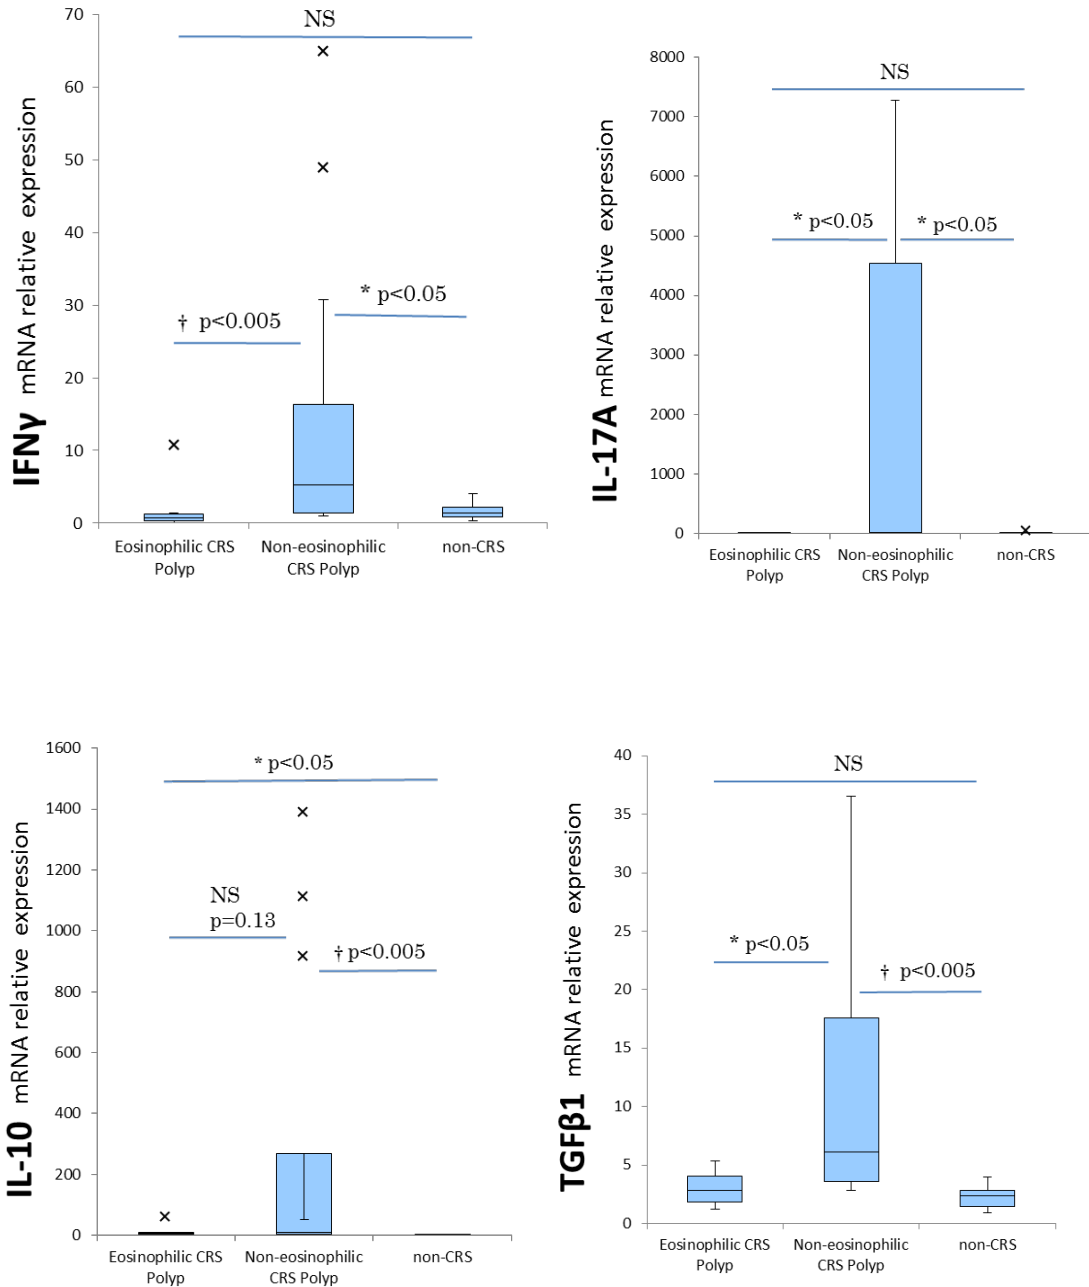 IFNγ mRNA relative expression
70
60
50
40
30
20
10
0
NS
† p<0.005
* p<0.05
Eosinophilic CRS
Polyp
Non-eosinophilic
CRS Polyp
non-CRS
IL-17A mRNA relative expression
8000
7000
6000
5000
4000
3000
2000
1000
0
NS
* p<0.05
* p<0.05
Eosinophilic CRS
Polyp
Non-eosinophilic
CRS Polyp
non-CRS
IL-10 mRNA relative expression
1600
1400
1200
1000
800
600
400
200
0
* p<0.05
NS
p=0.13
† p<0.005
Eosinophilic CRS
Polyp
Non-eosinophilic
CRS Polyp
non-CRS
TGFβ1 mRNA relative expression
40
35
30
25
20
15
10
5
0
NS
* p<0.05
† p<0.005
Eosinophilic CRS
Polyp
Non-eosinophilic
CRS Polyp
non-CRS